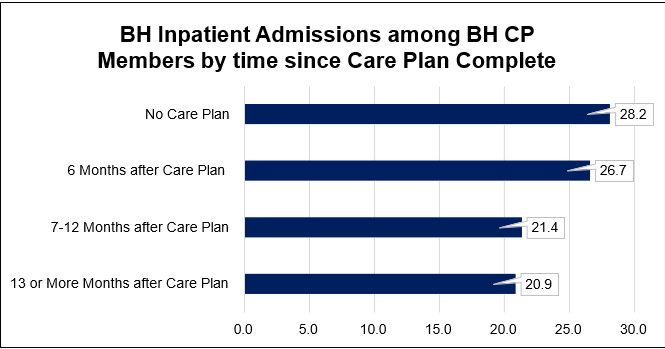 BH Inpatient Admissions among BH CP
Members by time since Care Plan Complete
No Care Plan
28.2
6 Months after Care Plan
26.7
7-12 Months after Care Plan
21.4
13 or More Months after Care Plan
20.9
0.0 5.0 10.0 15.0 20.0 25.0 30.0